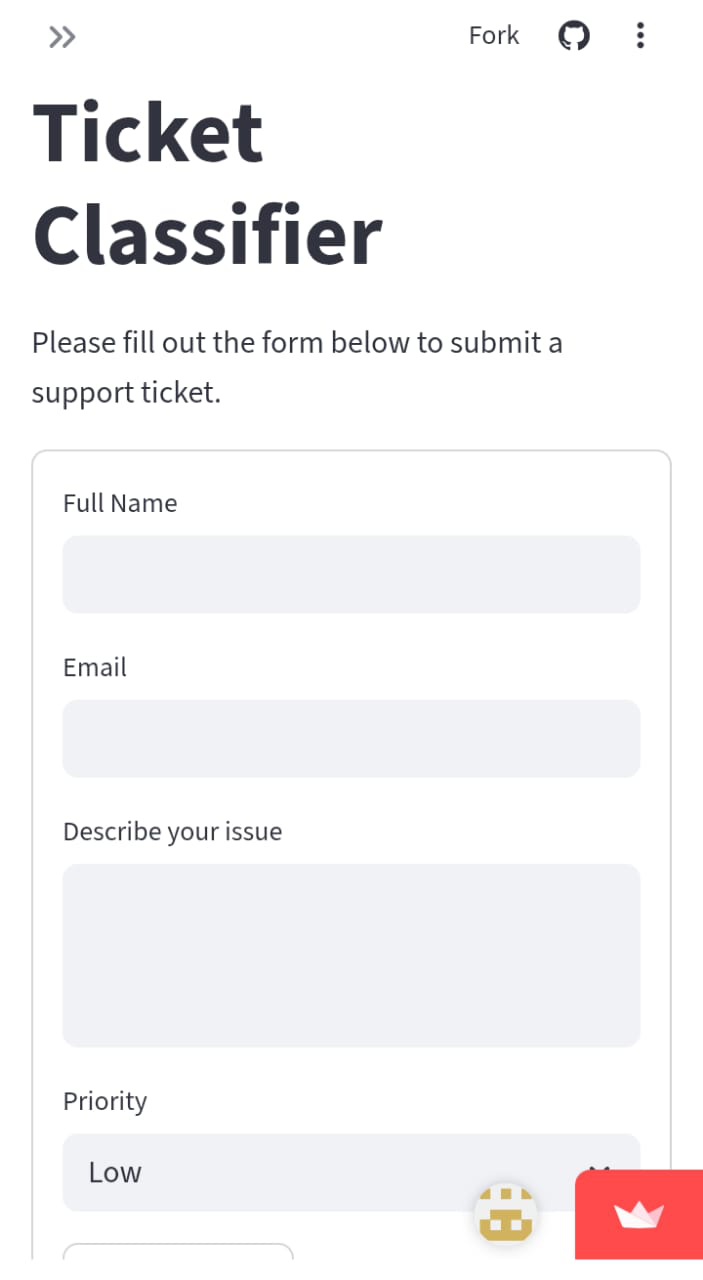 Fork
Ticket
Classifier
Please fill out the form below to submit a
support ticket.
Full Name
Email
Describe your issue
Priority
Low